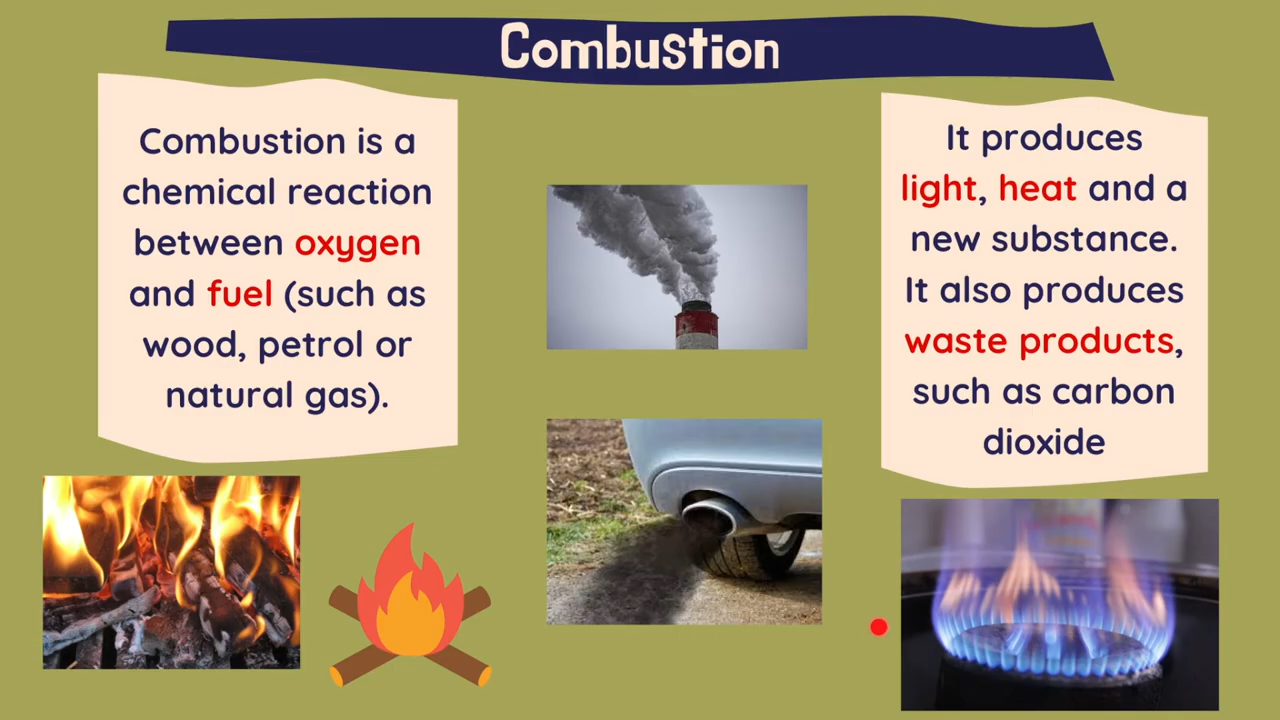 Combustion
Combustion is a
chemical reaction
between oxygen
and fuel (such as
wood, petrol or
natural gas).
It produces
light, heat and a
new substance.
It also produces
waste products,
such as carbon
dioxide